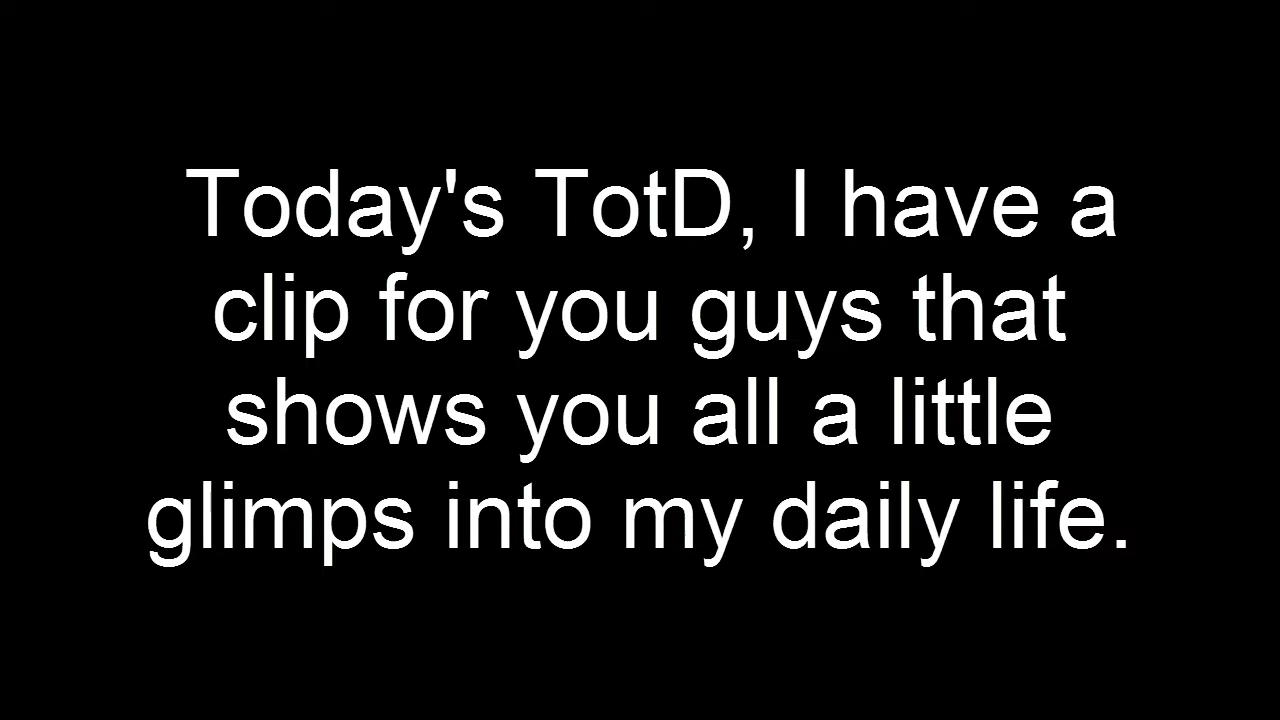 Today's TotD, I have a
clip for you guys that
shows you all a little
glimps into my daily life.